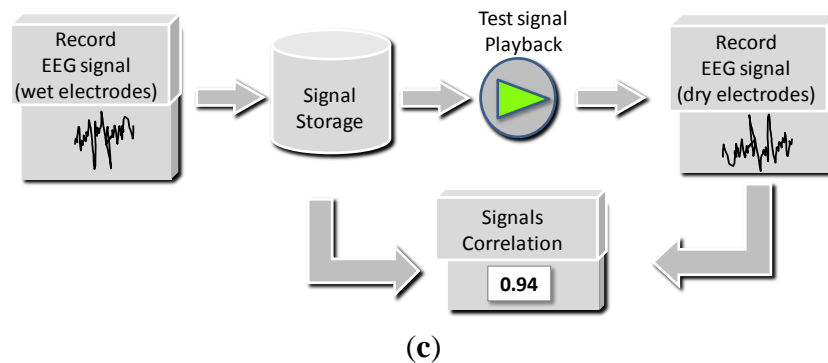 Record
EEG signal
(wet electrodes)
Signal
Storage
Test signal
Playback
Record
EEG signal
(dry electrodes)
Signals
Correlation
0.94
(c)